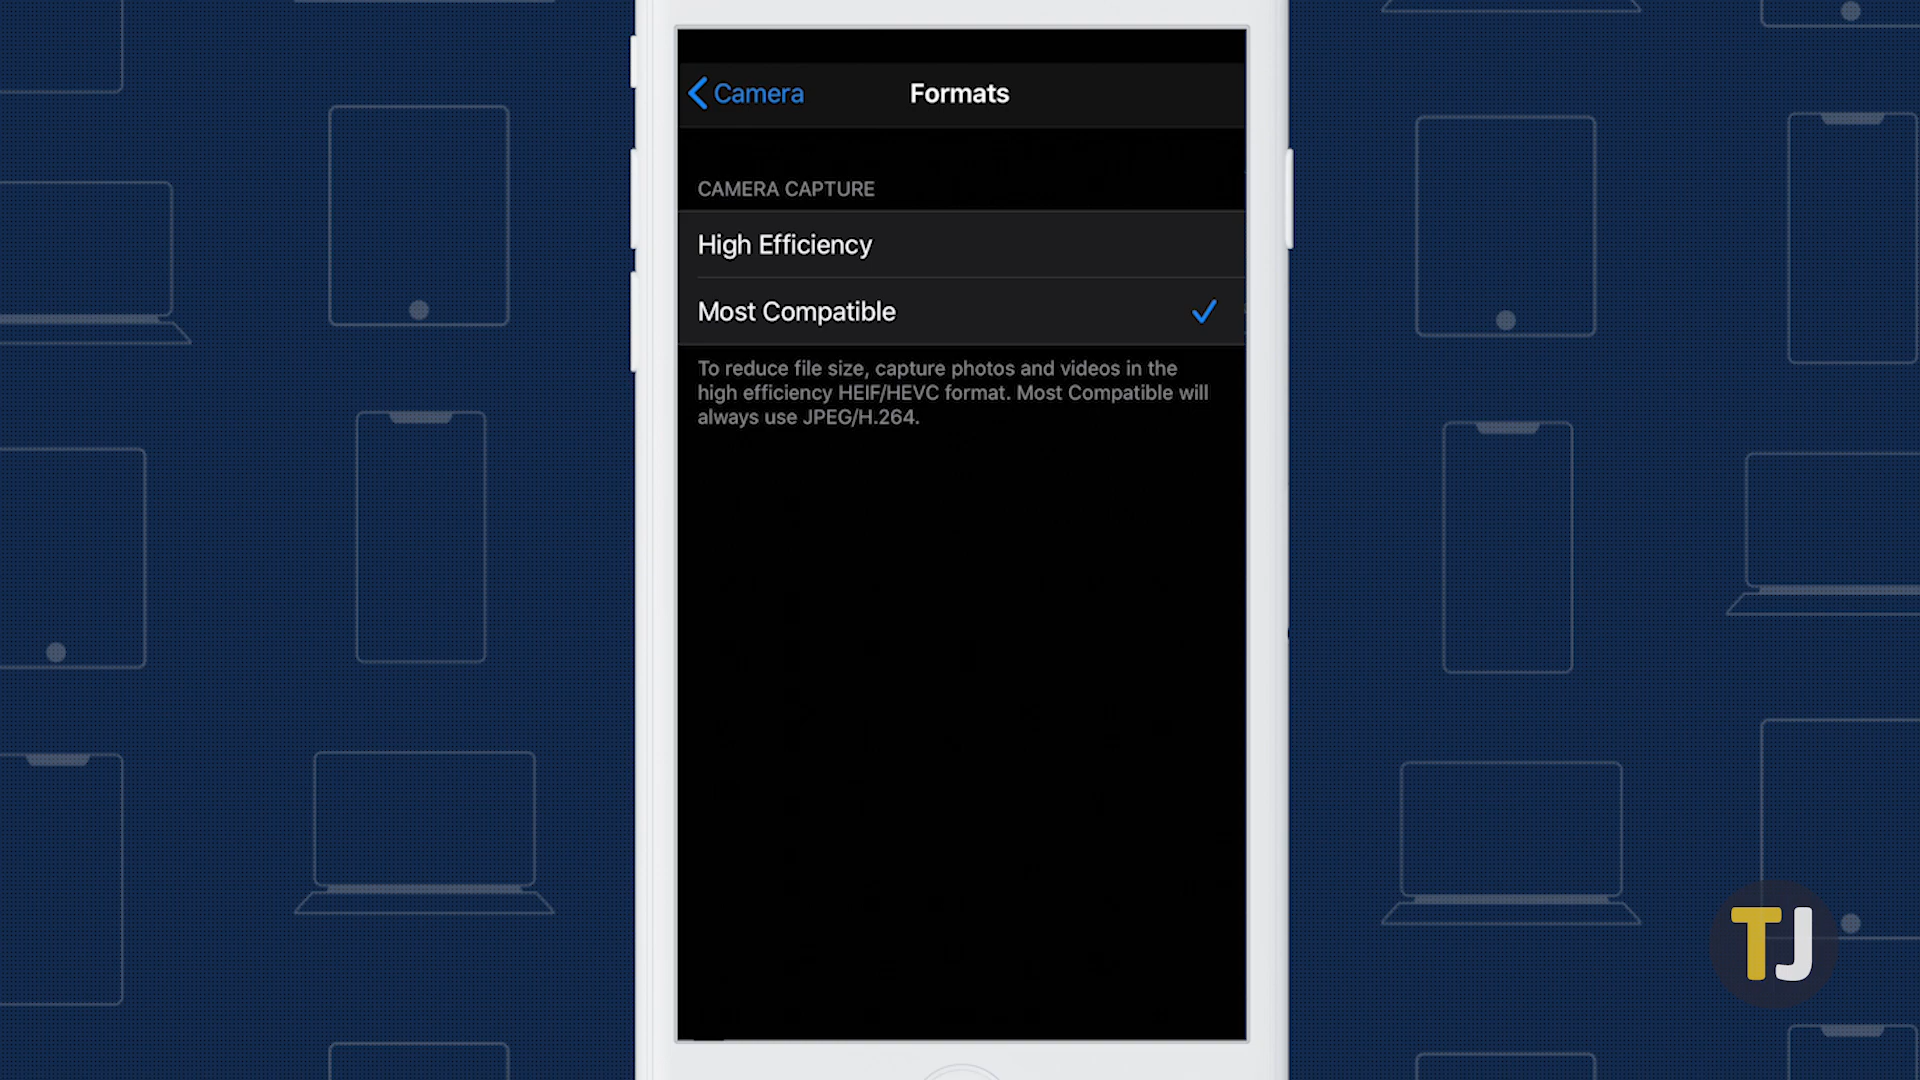 Camera
Formats
CAMERA CAPTURE
High Efficiency
Most Compatible
To reduce file size, capture photos and videos in the
high efficiency HEIF/HEVC format. Most Compatible will
always use JPEG/H.264.
TJ